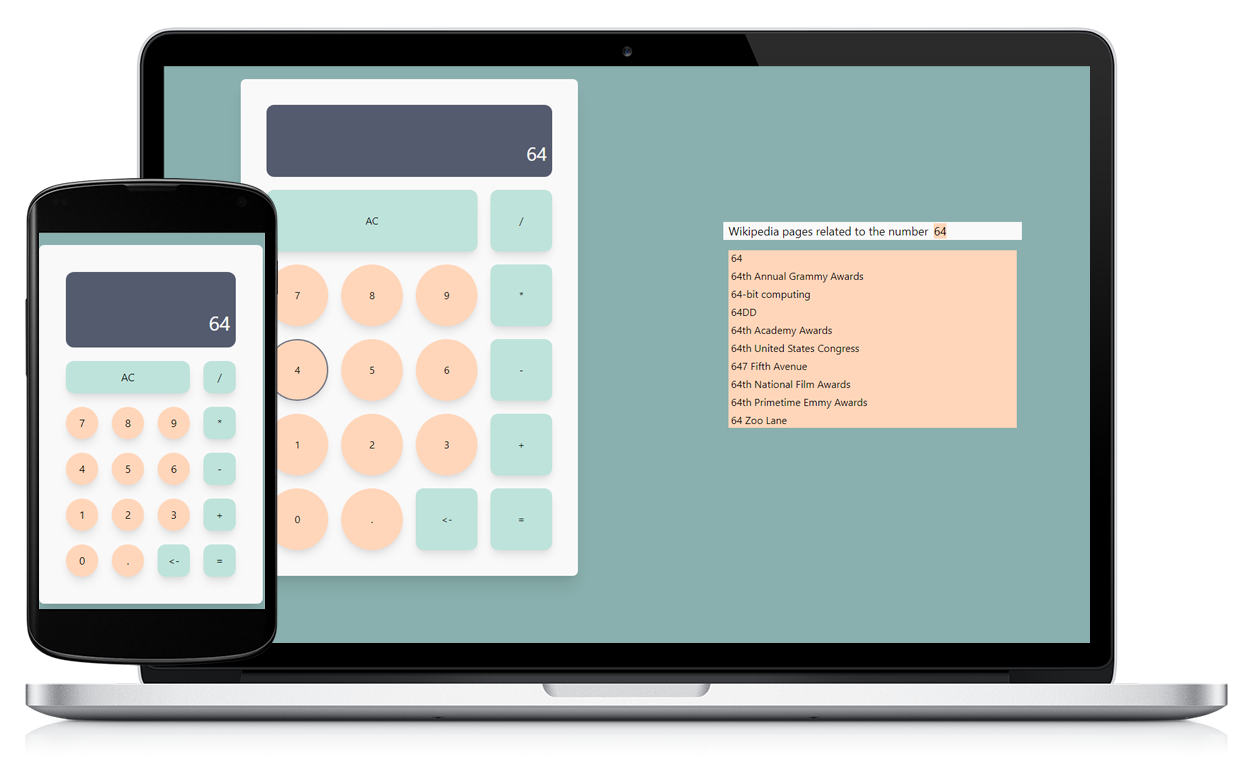 64
AC /
7 8 9 *
4 5 6 -
1 2 3 +
0 . <- =
64
AC /
7 8 9 *
4 5 6 -
1 2 3 +
0 . <- =
Wikipedia pages related to the number 64
64
64th Annual Grammy Awards
64-bit computing
64DD
64th Academy Awards
64th United States Congress
647 Fifth Avenue
64th National Film Awards
64th Primetime Emmy Awards
64 Zoo Lane